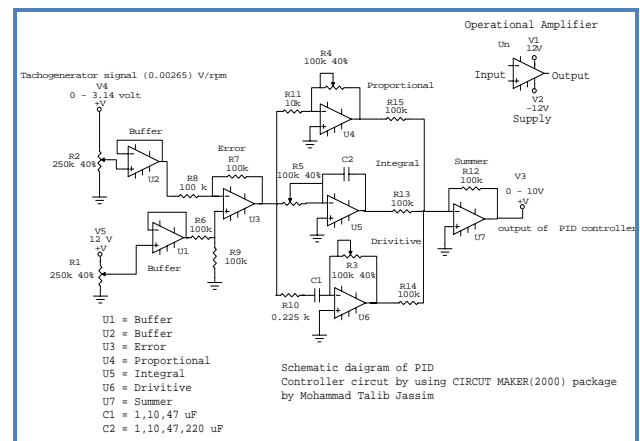 Operational Amplifier
Un
V1
12V
Input
Output
V2
-12V
Supply
Tachogenerator signal (0.00265) V/rpm
V4
0 - 3.14 volt
+V
R2
250k 40%
Buffer
U2
R8
100 k
Error
R7
100k
U3
V5
12 V
+V
R1
250k 40%
Buffer
U1
R6
100k
R9
100k
R4
100k 40%
R11
10k
Proportional
U4
R15
100k
R5
100k 40%
C2
Integral
U5
R13
100k
Drivitive
R3
100k 40%
C1
R10
0.225 k
U6
R14
100k
Summer
R12
100k
U7
V3
0 - 10V
+V
output of PID controller
U1 = Buffer
U2 = Buffer
U3 = Error
U4 = Proportional
U5 = Integral
U6 = Drivitive
U7 = Summer
C1 = 1,10,47 uF
C2 = 1,10,47,220 uF
Schematic daigram of PID
Controller circut by using CIRCUT MAKER(2000) package
by Mohammad Talib Jassim